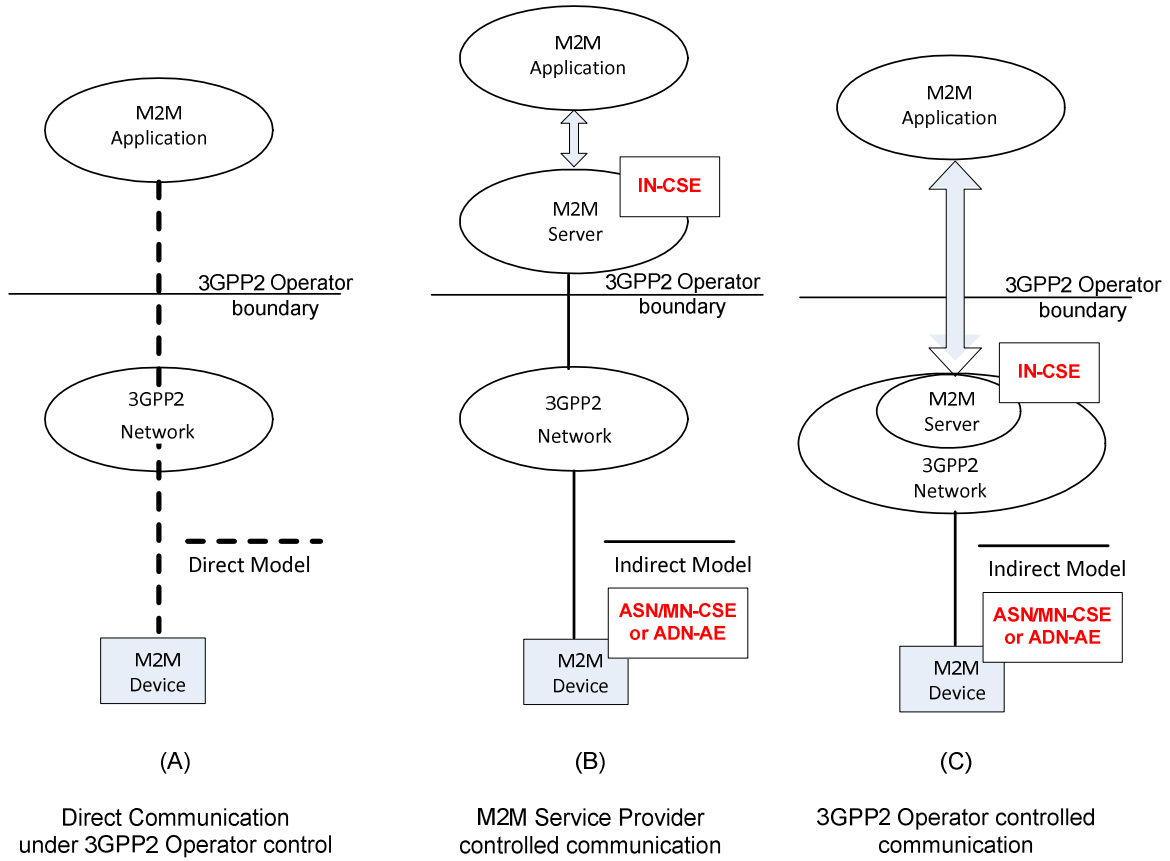 M2M
Application
3GPP2 Operator
boundary
3GPP2
Network
Direct Model
M2M
Device
(A)
Direct Communication
under 3GPP2 Operator control
M2M
Application
IN-CSE
M2M
Server
3GPP2 Operator
boundary
3GPP2
Network
Indirect Model
ASN/MN-CSE
or ADN-AE
M2M
Device
(B)
M2M Service Provider
controlled communication
M2M
Application
3GPP2 Operator
boundary
IN-CSE
M2M
Server
3GPP2
Network
Indirect Model
ASN/MN-CSE
or ADN-AE
M2M
Device
(C)
3GPP2 Operator controlled
communication